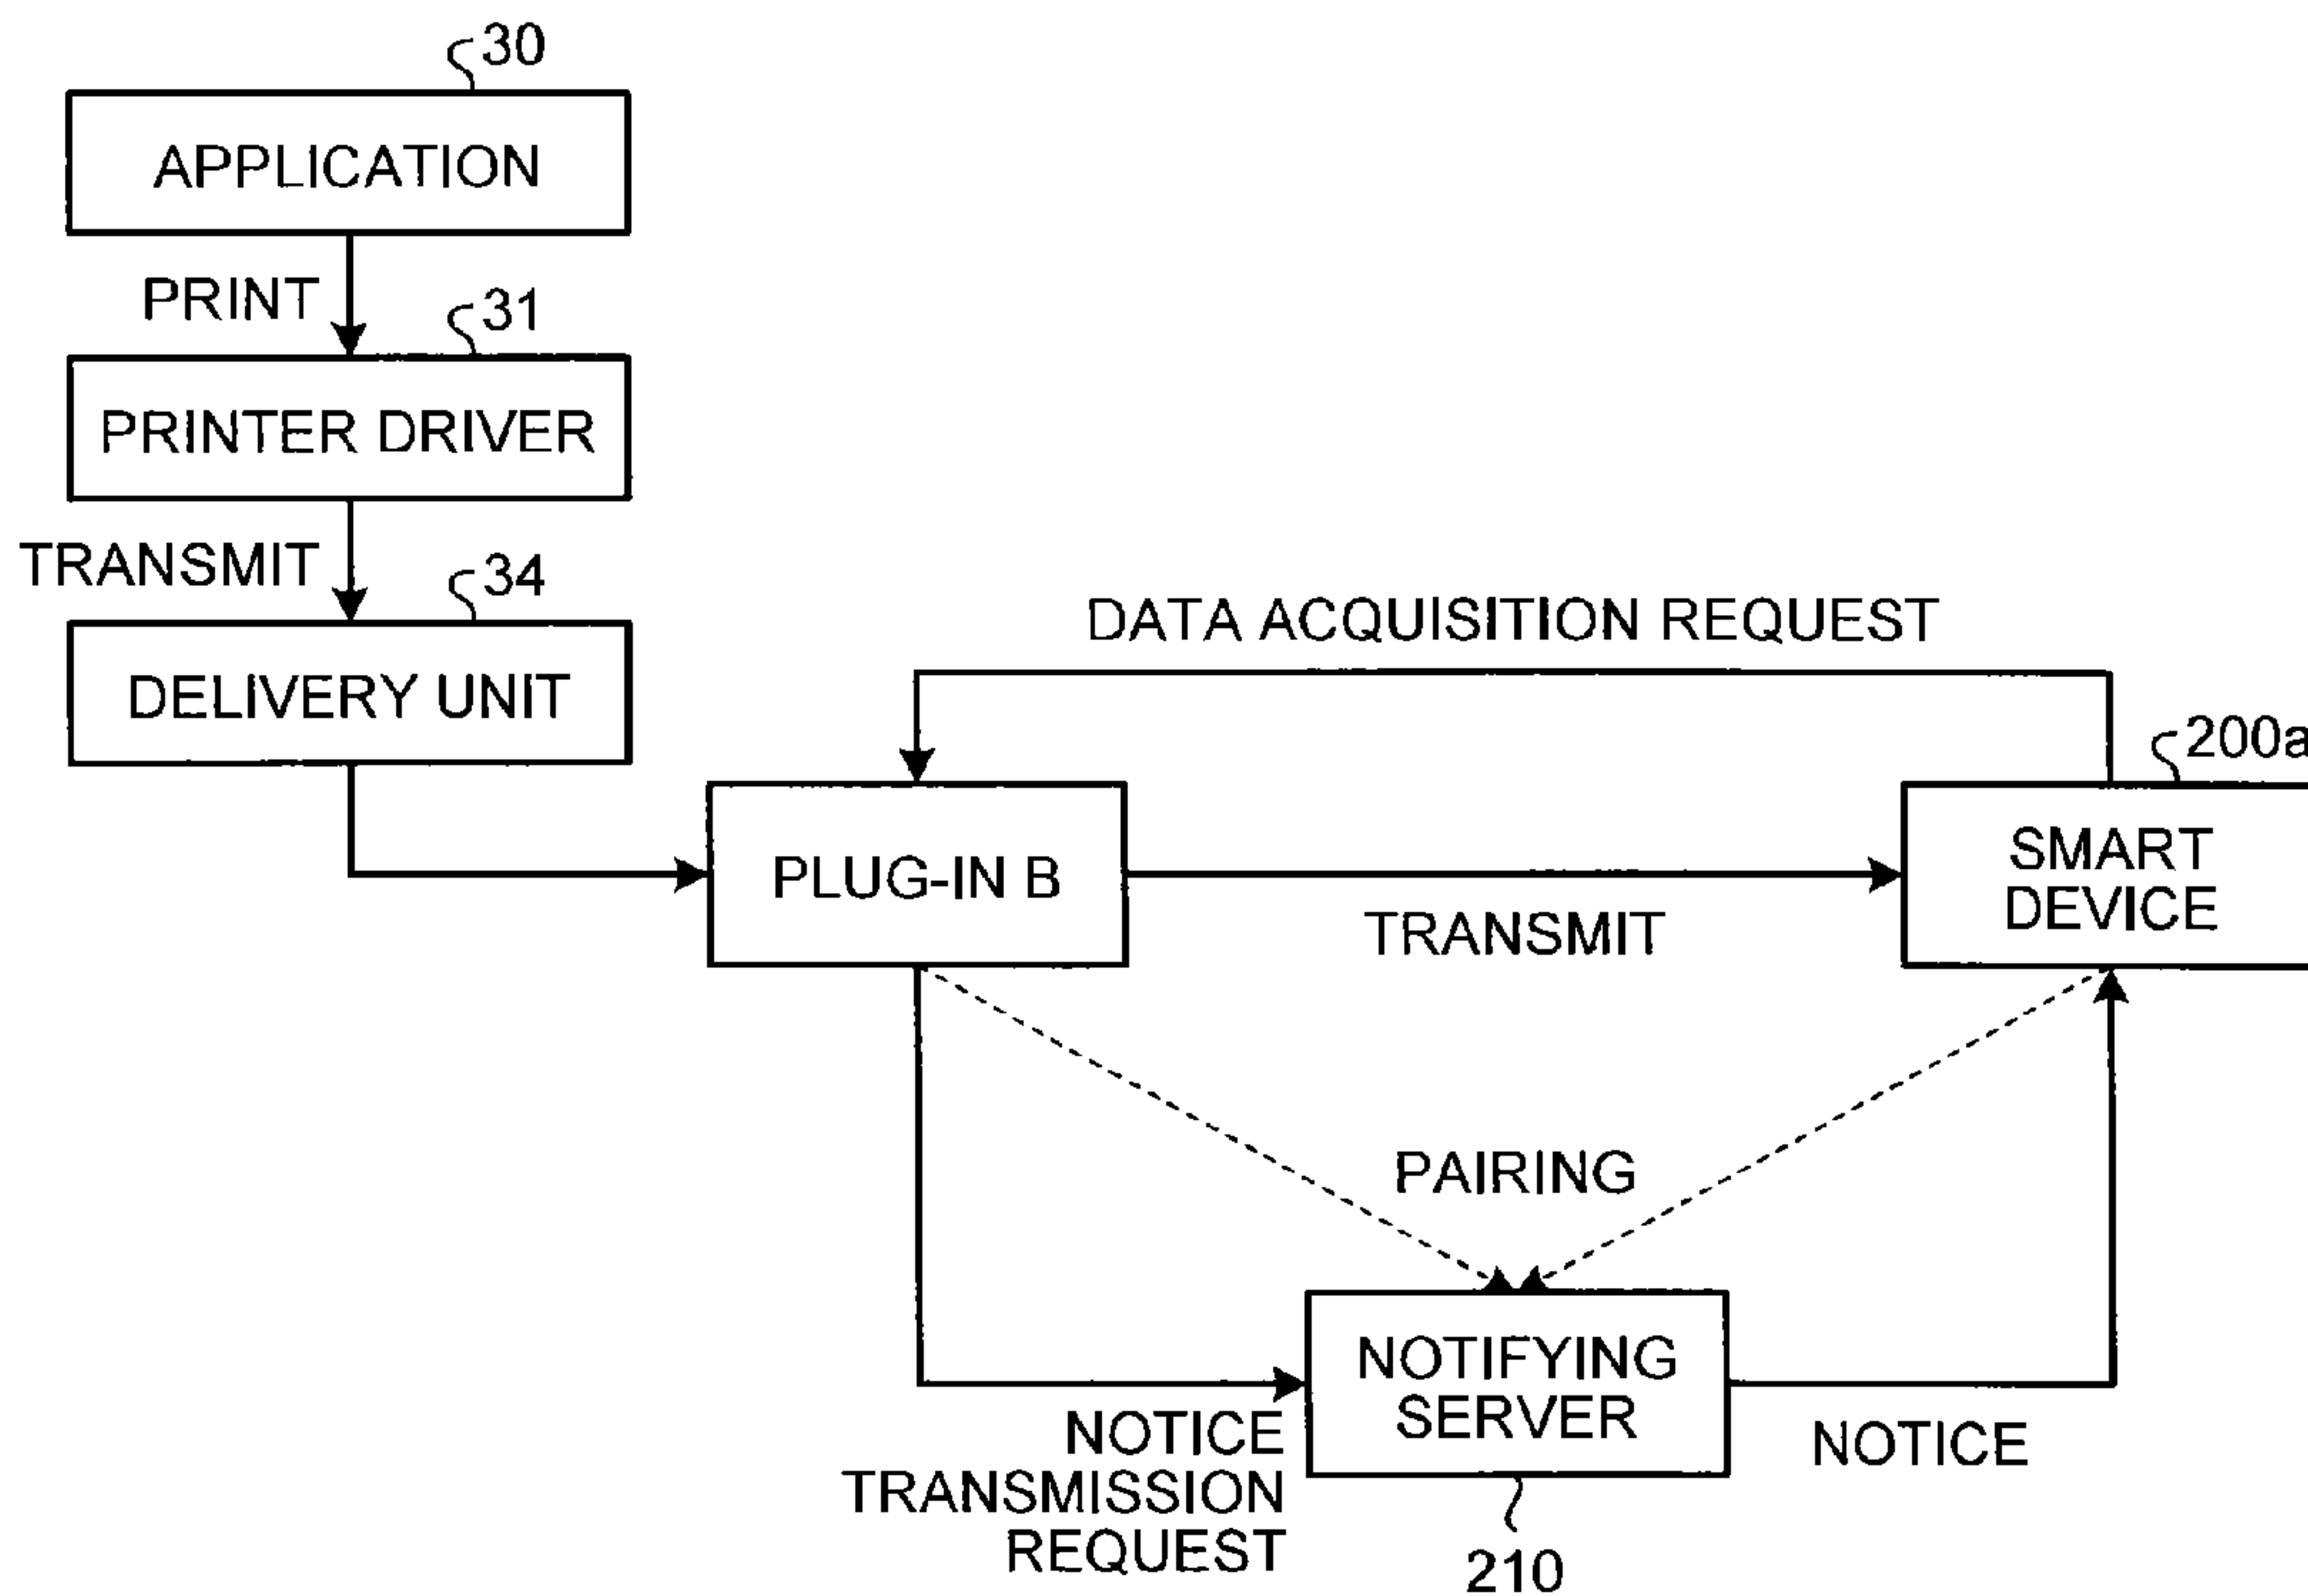 30
APPLICATION
PRINT
31
PRINTER DRIVER
TRANSMIT
34
DELIVERY UNIT
DATA ACQUISITION REQUEST
200a
PLUG-IN B
SMART
DEVICE
TRANSMIT
PAIRING
NOTIFYING
SERVER
NOTICE
TRANSMISSION
REQUEST
NOTICE
210